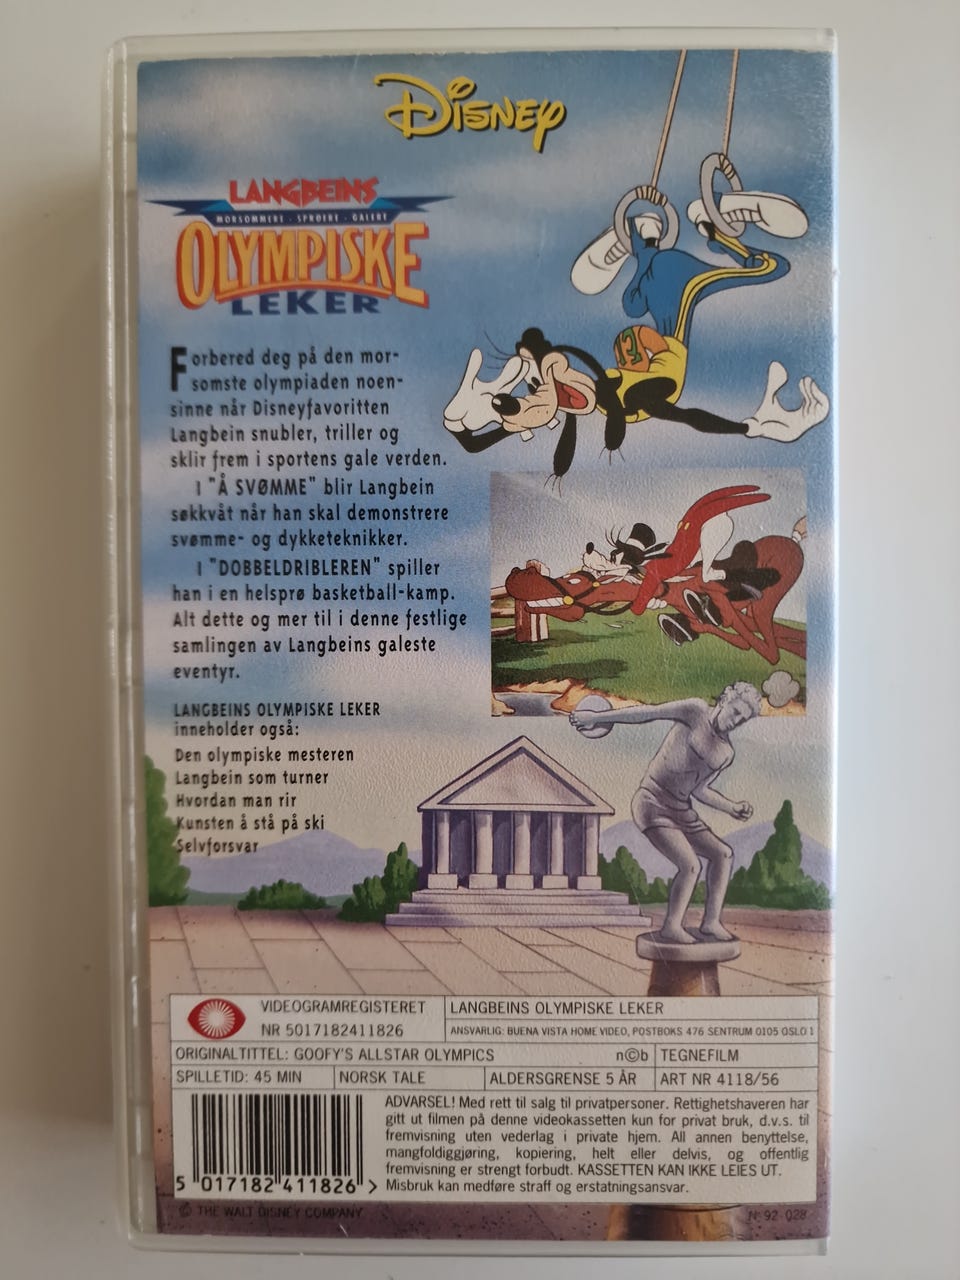 Disney
LANGBEINS
MORSOMMERE · SPRØERE · GALERE
OLYMPISKE
LEKER
Forbered deg på den mor-
somste olympiaden noen-
sinne når Disneyfavoritten
Langbein snubler, triller og
sklir frem i sportens gale verden.
I "Å SVØMME" blir Langbein
søkkvåt når han skal demonstrere
svømme- og dykketeknikker.
I "DOBBELDRIBLEREN" spiller
han i en helsprø basketball-kamp.
Alt dette og mer til i denne festlige
samlingen av Langbeins galeste
eventyr.
LANGBEINS OLYMPISKE LEKER
inneholder også:
Den olympiske mesteren
Langbein som turner
Hvordan man rir
Kunsten å stå på ski
Selvforsvar
VIDEOGRAMREGISTERET
NR 5017182411826
LANGBEINS OLYMPISKE LEKER
ANSVARLIG: BUENA VISTA HOME VIDEO, POSTBOKS 476 SENTRUM 0105 OSLO 1
ORIGINALTITTEL: GOOFY'S ALLSTAR OLYMPICS
n©b
TEGNEFILM
SPILLETID: 45 MIN
NORSK TALE
ALDERSGRENSE 5 ÅR
ART NR 4118/56
ADVARSEL! Med rett til salg til privatpersoner. Rettighetshaveren har
gitt ut filmen på denne videokassetten kun for privat bruk, d.v.s. til
fremvisning uten vederlag i private hjem. All annen benyttelse,
mangfoldiggjøring, kopiering, helt eller delvis, og offentlig
fremvisning er strengt forbudt. KASSETTEN KAN IKKE LEIES UT.
Misbruk kan medføre straff og erstatningsansvar.
5 017182 411826 >
© THE WALT DISNEY COMPANY
Nº 92-028